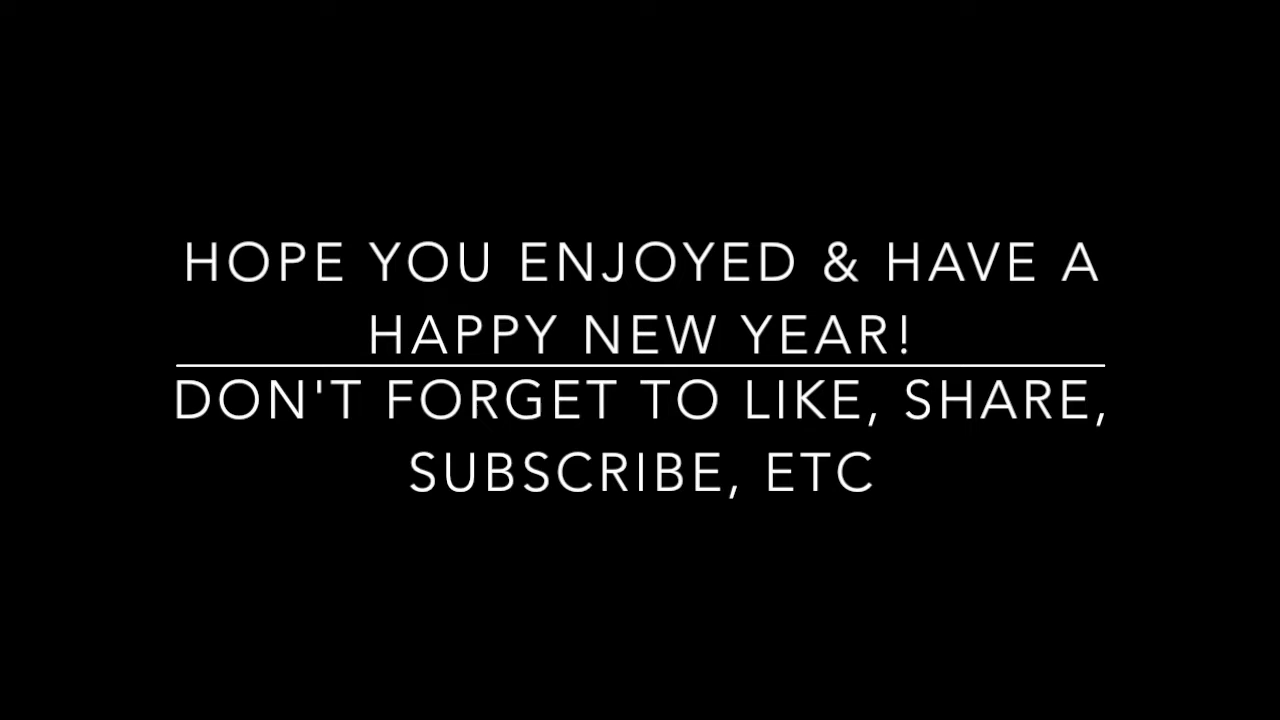 HOPE YOU ENJOYED & HAVE A
HAPPY NEW YEAR!
DON'T FORGET TO LIKE, SHARE,
SUBSCRIBE, ETC